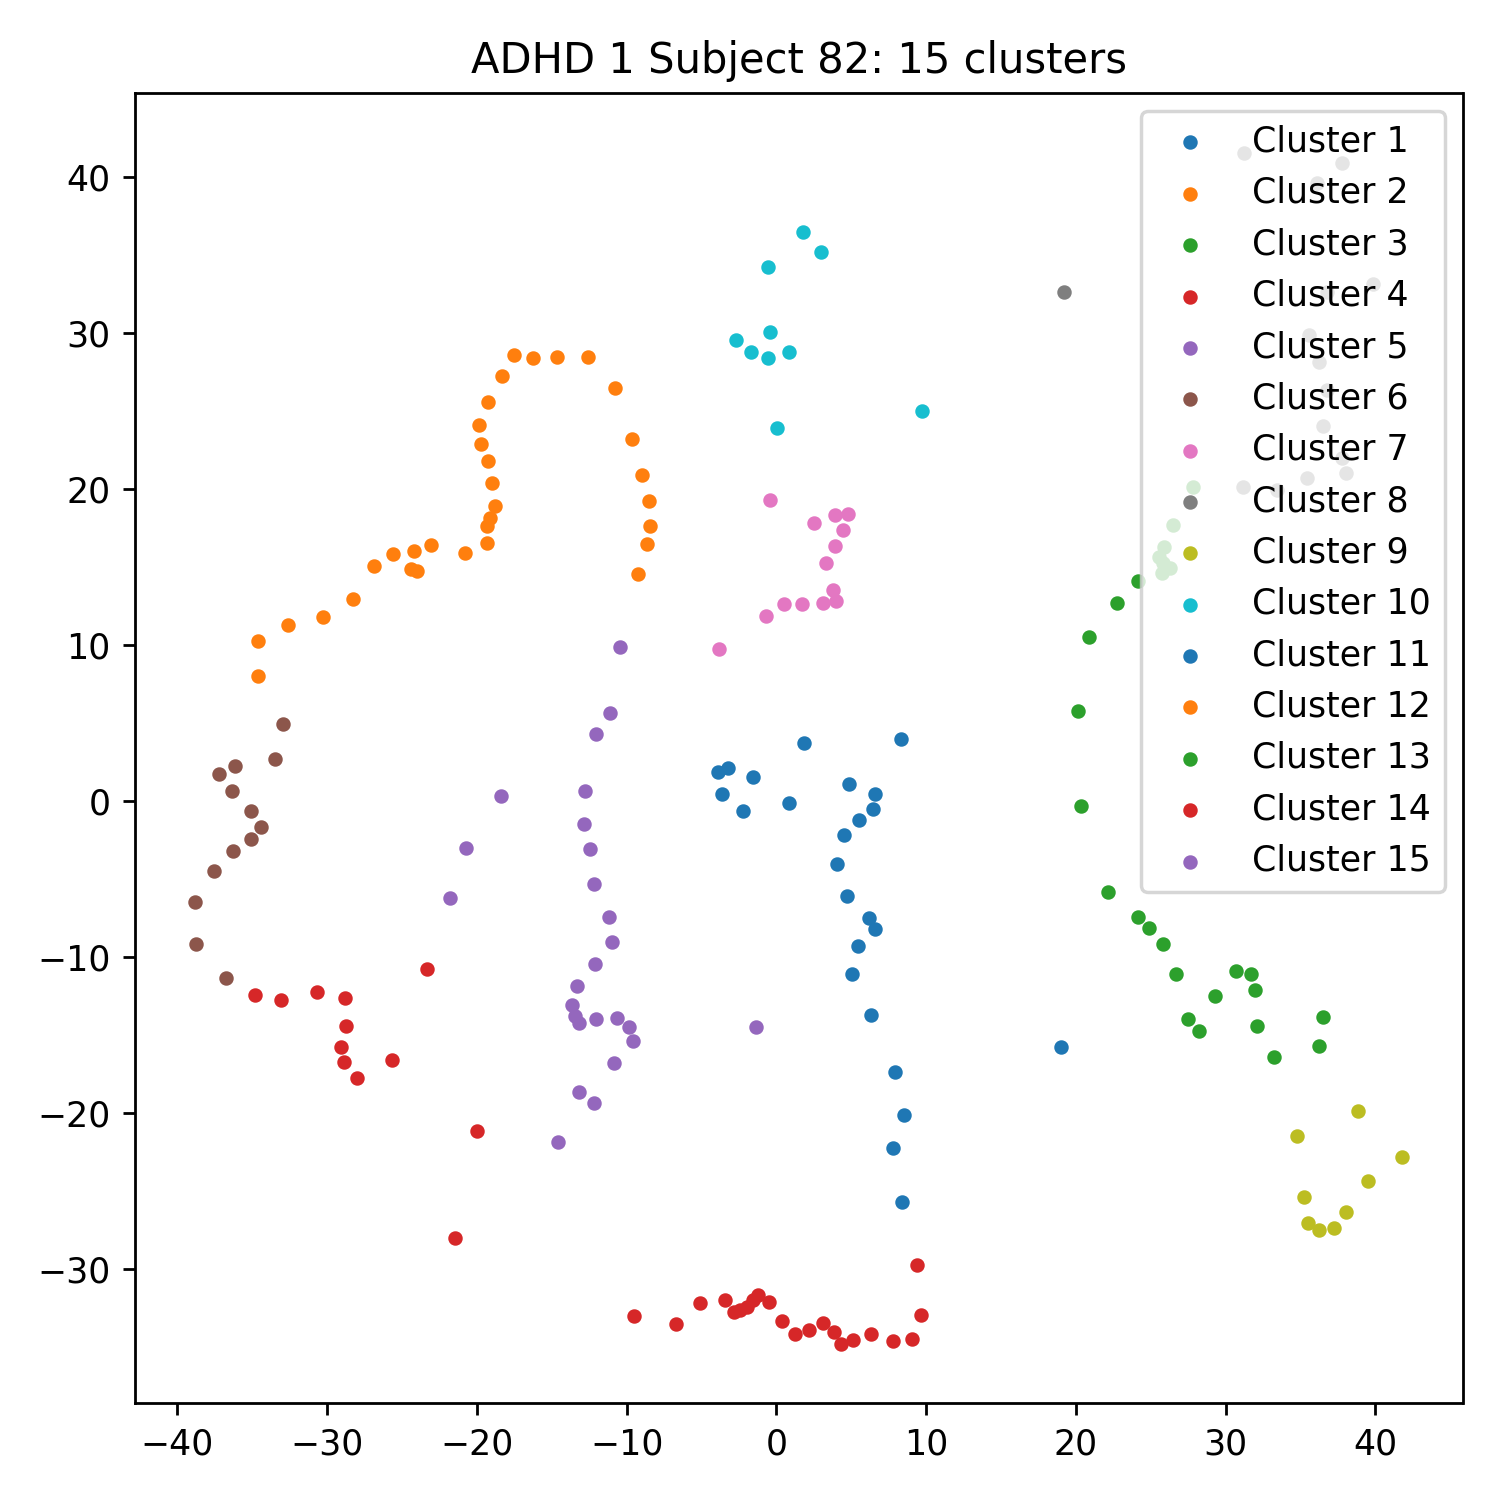 ADHD 1 Subject 82: 15 clusters
40
30
20
10
0
−10
−20
−30
−40
−30
−20
−10
0
10
20
30
40
Cluster 1
Cluster 2
Cluster 3
Cluster 4
Cluster 5
Cluster 6
Cluster 7
Cluster 8
Cluster 9
Cluster 10
Cluster 11
Cluster 12
Cluster 13
Cluster 14
Cluster 15